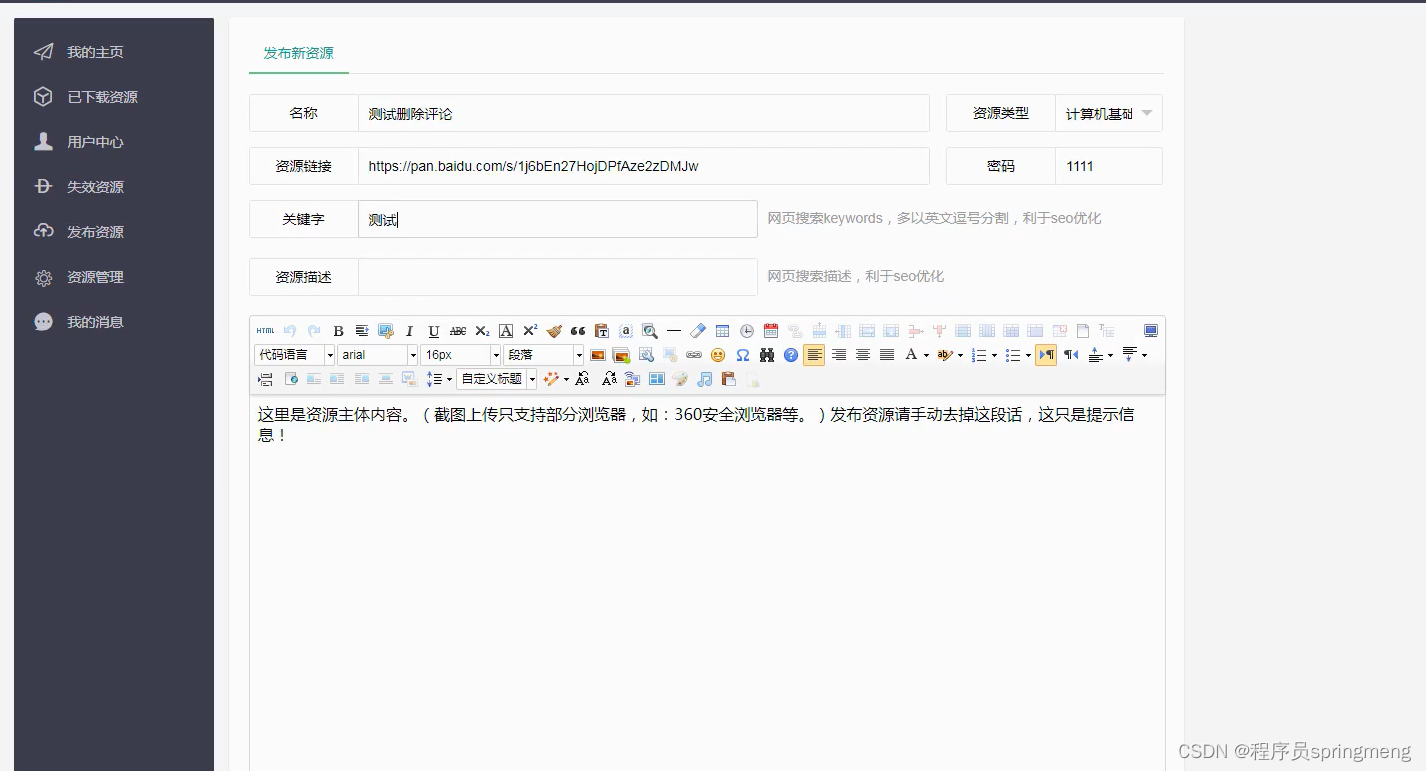 我的主页
已下载资源
用户中心
失效资源
发布资源
资源管理
我的消息
发布新资源
名称 测试删除评论 资源类型 计算机基础
资源链接 https://pan.baidu.com/s/1j6bEn27HojDPfAze2zDMJw 密码 1111
关键字 测试 网页搜索keywords，多以英文逗号分割，利于seo优化
资源描述 网页搜索描述，利于seo优化
HTML B I U ABC X₂ A X² T a
代码语言 arial 16px 段落
自定义标题
这里是资源主体内容。（截图上传只支持部分浏览器，如：360安全浏览器等。）发布资源请手动去掉这段话，这只是提示信
息！
CSDN @程序员springmeng